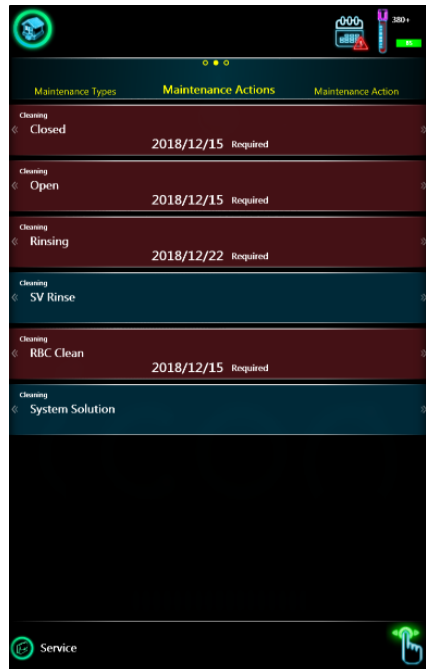 380+
Maintenance Types Maintenance Actions Maintenance Action
Cleaning
Closed
2018/12/15 Required
Cleaning
Open
2018/12/15 Required
Cleaning
Rinsing
2018/12/22 Required
Cleaning
SV Rinse
Cleaning
RBC Clean
2018/12/15 Required
Cleaning
System Solution
Service